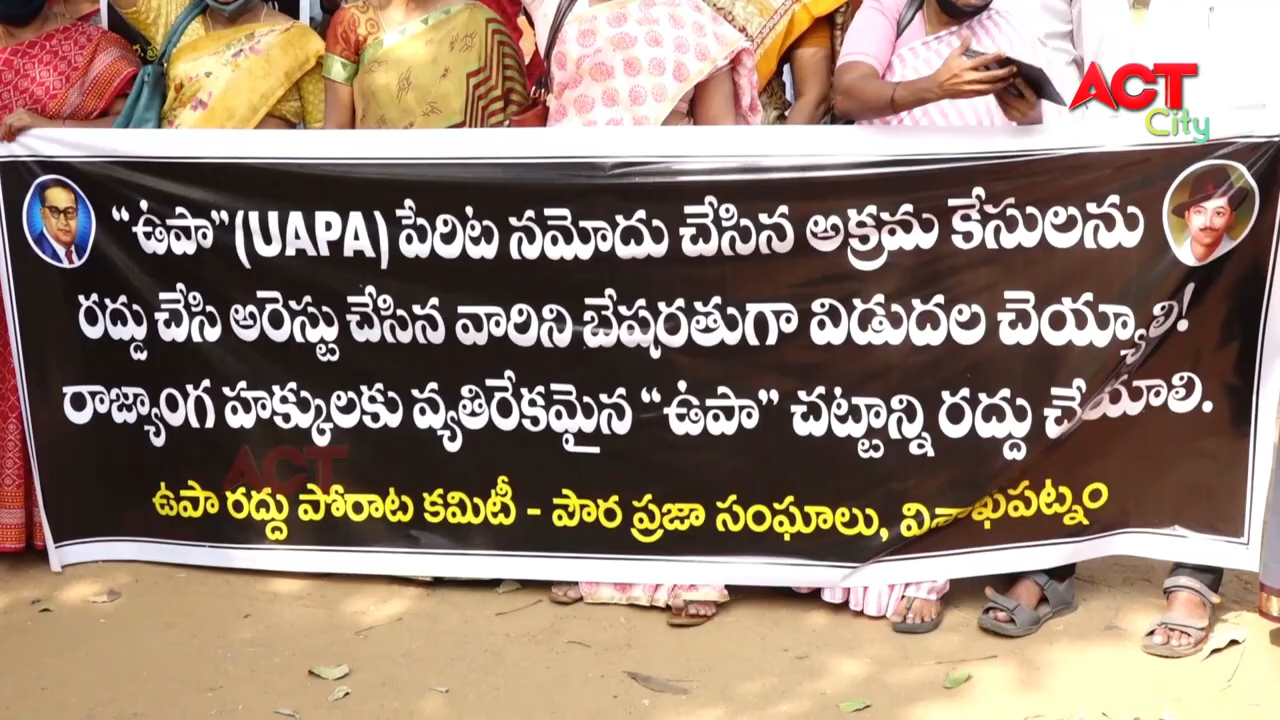 ACT
City
“ఉపా” (UAPA) పేరిట నమోదు చేసిన అక్రమ కేసులను
రద్దు చేసి అరెస్టు చేసిన వారిని బేషరతుగా విడుదల చెయ్యాలి!
రాజ్యాంగ హక్కులకు వ్యతిరేకమైన “ఉపా” చట్టాన్ని రద్దు చేయాలి.
ACT
ఉపా రద్దు పోరాట కమిటీ - పౌర ప్రజా సంఘాలు, విశాఖపట్నం